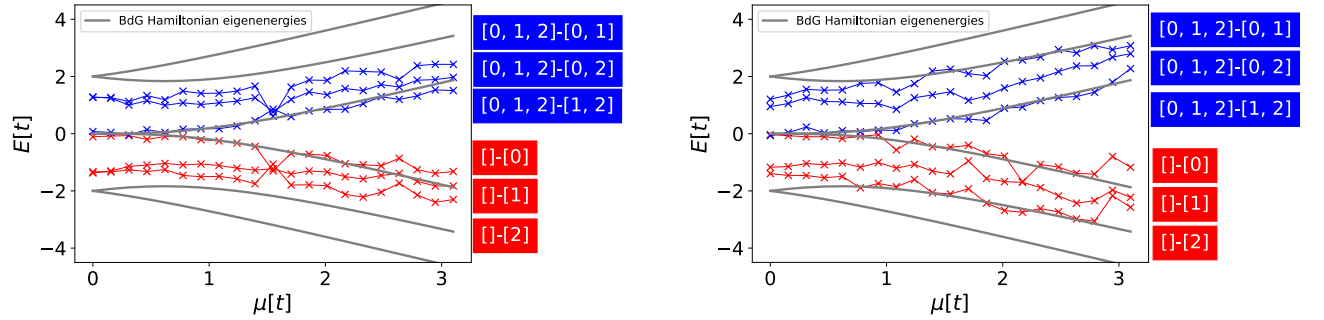 BdG Hamiltonian eigenenergies
E[t]
4
2
0
−2
−4
0
1
2
3
μ[t]
[0, 1, 2]-[0, 1]
[0, 1, 2]-[0, 2]
[0, 1, 2]-[1, 2]
[]-[0]
[]-[1]
[]-[2]
BdG Hamiltonian eigenenergies
E[t]
4
2
0
−2
−4
0
1
2
3
μ[t]
[0, 1, 2]-[0, 1]
[0, 1, 2]-[0, 2]
[0, 1, 2]-[1, 2]
[]-[0]
[]-[1]
[]-[2]